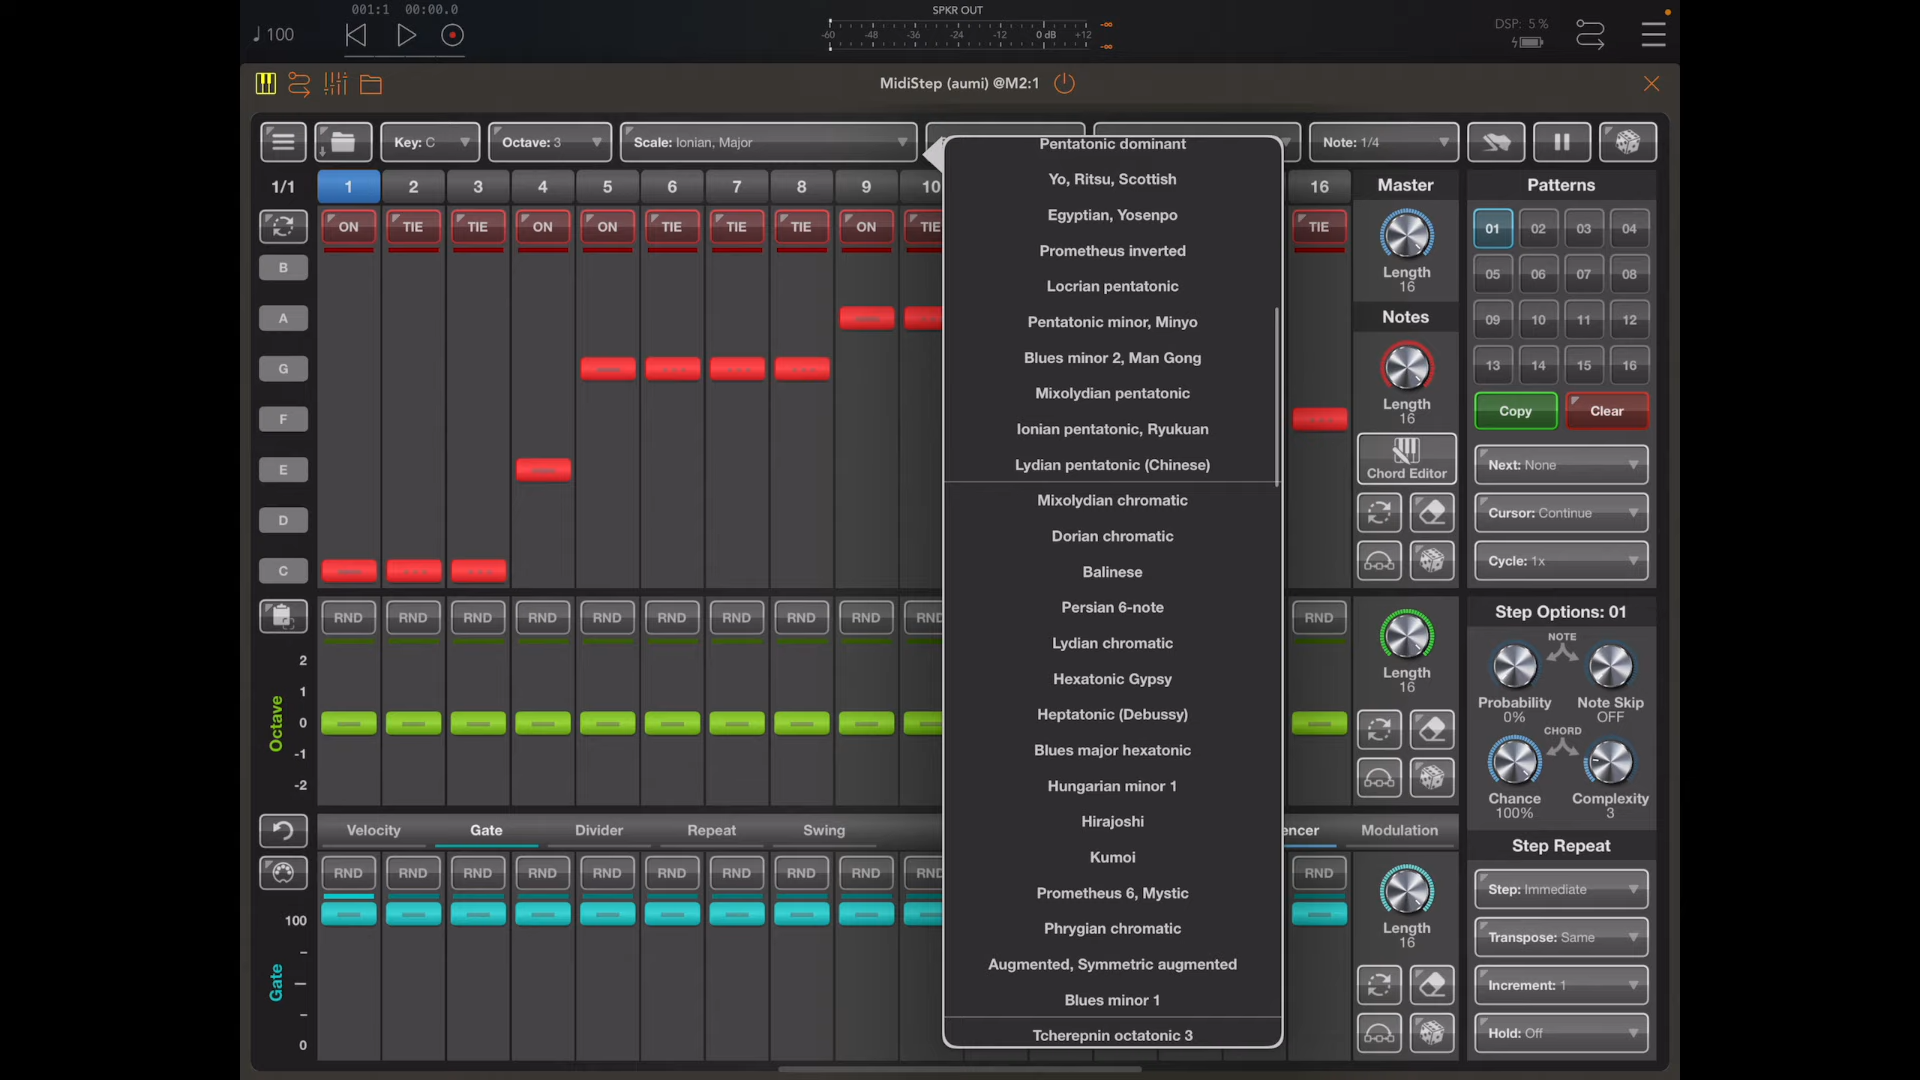 001:1 00:00.0
SPKR OUT
♩ 100
-60 -48 -36 -24 -12 0 dB +12
-∞
-∞
DSP: 5 %
MidiStep (aumi) @M2:1
Key: C
Octave: 3
Scale: Ionian, Major
Note: 1/4
1/1
1 2 3 4 5 6 7 8 9 10 16
ON TIE TIE ON ON TIE TIE TIE ON TIE TIE
B
A
G
F
E
D
C
Pentatonic dominant
Yo, Ritsu, Scottish
Egyptian, Yosenpo
Prometheus inverted
Locrian pentatonic
Pentatonic minor, Minyo
Blues minor 2, Man Gong
Mixolydian pentatonic
Ionian pentatonic, Ryukuan
Lydian pentatonic (Chinese)
Mixolydian chromatic
Dorian chromatic
Balinese
Persian 6-note
Lydian chromatic
Hexatonic Gypsy
Heptatonic (Debussy)
Blues major hexatonic
Hungarian minor 1
Hirajoshi
Kumoi
Prometheus 6, Mystic
Phrygian chromatic
Augmented, Symmetric augmented
Blues minor 1
Tcherepnin octatonic 3
Master
Length
16
Notes
Length
16
Chord Editor
Patterns
01 02 03 04
05 06 07 08
09 10 11 12
13 14 15 16
Copy Clear
Next: None
Cursor: Continue
Cycle: 1x
RND RND RND RND RND RND RND RND RND RND RND
Octave
2
1
0
-1
-2
Length
16
Step Options: 01
NOTE
Probability
0%
Note Skip
OFF
CHORD
Chance
100%
Complexity
3
Velocity Gate Divider Repeat Swing encer Modulation
RND RND RND RND RND RND RND RND RND RND RND
Gate
100
0
Length
16
Step Repeat
Step: Immediate
Transpose: Same
Increment: 1
Hold: Off